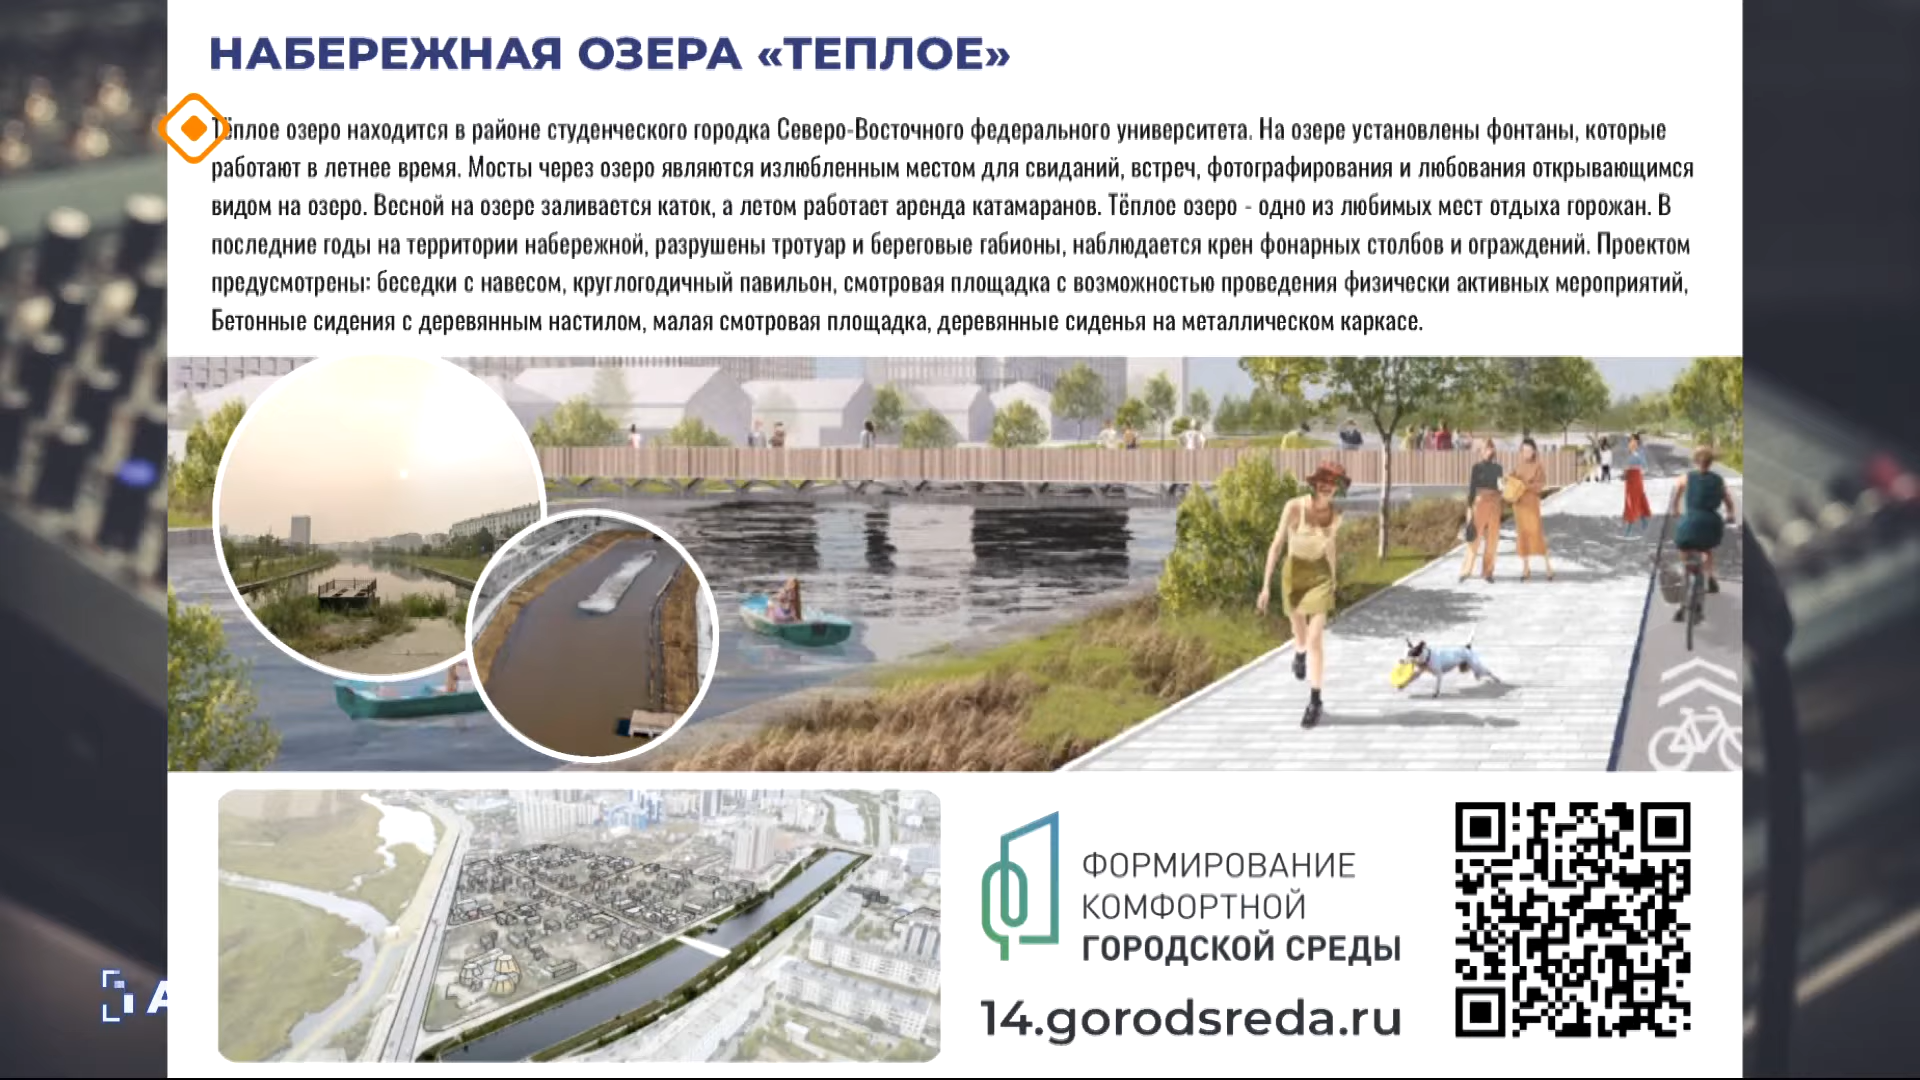 НАБЕРЕЖНАЯ ОЗЕРА «ТЕПЛОЕ»
Тёплое озеро находится в районе студенческого городка Северо-Восточного федерального университета. На озере установлены фонтаны, которые
работают в летнее время. Мосты через озеро являются излюбленным местом для свиданий, встреч, фотографирования и любования открывающимся
видом на озеро. Весной на озере заливается каток, а летом работает аренда катамаранов. Тёплое озеро - одно из любимых мест отдыха горожан. В
последние годы на территории набережной, разрушены тротуар и береговые габионы, наблюдается крен фонарных столбов и ограждений. Проектом
предусмотрены: беседки с навесом, круглогодичный павильон, смотровая площадка с возможностью проведения физически активных мероприятий,
Бетонные сидения с деревянным настилом, малая смотровая площадка, деревянные сиденья на металлическом каркасе.
ФОРМИРОВАНИЕ
КОМФОРТНОЙ
ГОРОДСКОЙ СРЕДЫ
14.gorodsreda.ru